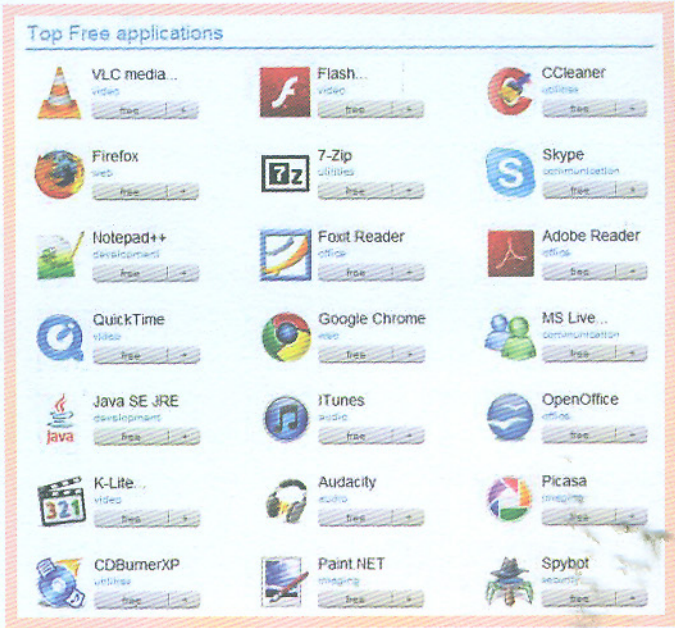 Top Free applications
VLC media... Flash... CCleaner
video video utilities
free + free + free +
Firefox 7-Zip Skype
web utilities communication
free + 7z free + S free +
Notepad++ Foxit Reader Adobe Reader
development office office
free + free + free +
QuickTime Google Chrome MS Live...
video web communication
free + free + free +
Java SE JRE iTunes OpenOffice
development audio office
Java free + free + free +
K-Lite... Audacity Picasa
video audio imaging
321 free + free + free +
CDBurnerXP Paint.NET Spybot
utilities imaging security
free + free + free +